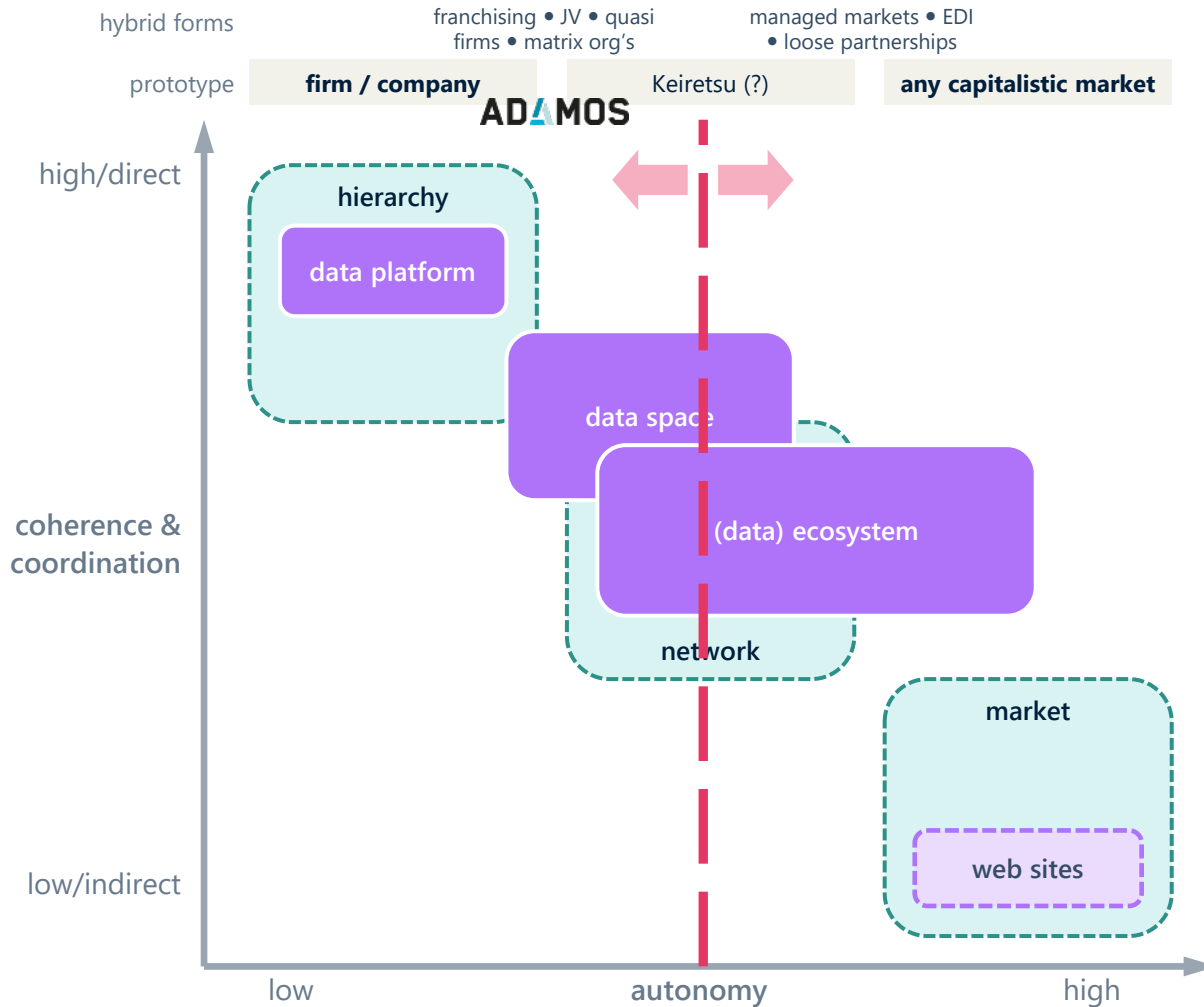 hybrid forms
franchising • JV • quasi
firms • matrix org's
managed markets • EDI
• loose partnerships
prototype
firm / company
Keiretsu (?)
any capitalistic market
ADAMOS
high/direct
hierarchy
data platform
data space
coherence &
coordination
(data) ecosystem
network
market
web sites
low/indirect
low
autonomy
high